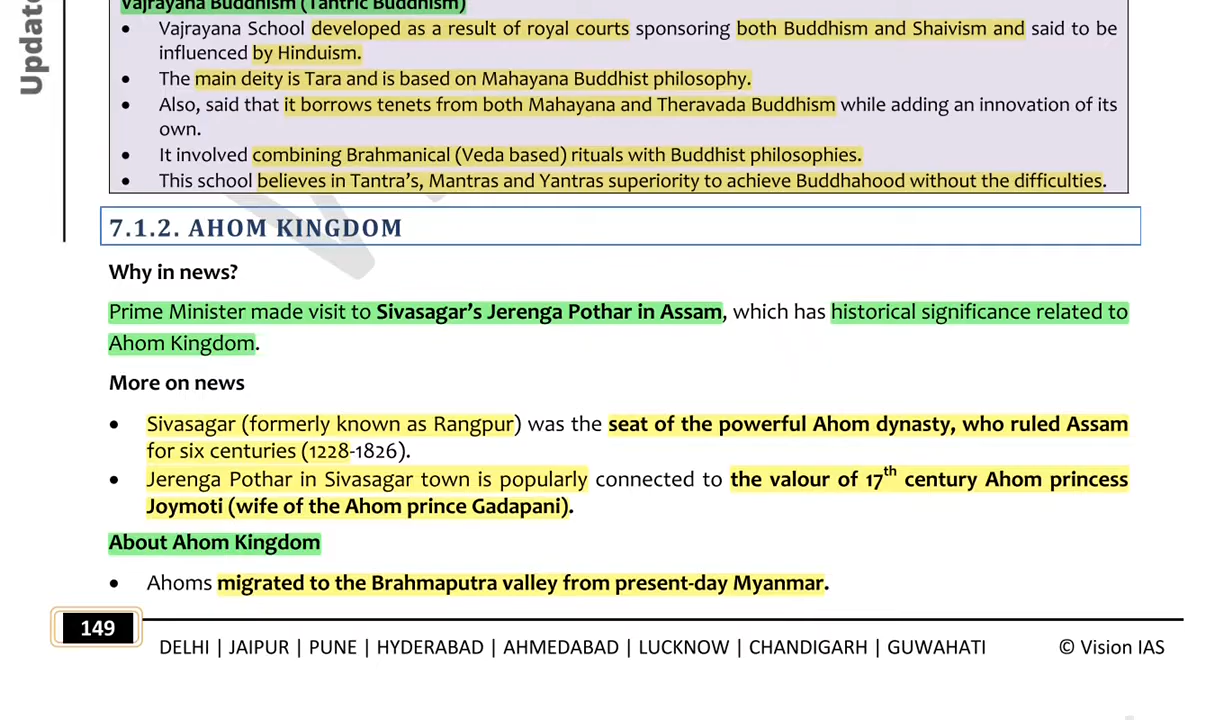 Vajrayana Buddhism (Tantric Buddhism)
• Vajrayana School developed as a result of royal courts sponsoring both Buddhism and Shaivism and said to be
influenced by Hinduism.
• The main deity is Tara and is based on Mahayana Buddhist philosophy.
• Also, said that it borrows tenets from both Mahayana and Theravada Buddhism while adding an innovation of its
own.
• It involved combining Brahmanical (Veda based) rituals with Buddhist philosophies.
• This school believes in Tantra's, Mantras and Yantras superiority to achieve Buddhahood without the difficulties.
7.1.2. AHOM KINGDOM
Why in news?
Prime Minister made visit to Sivasagar's Jerenga Pothar in Assam, which has historical significance related to
Ahom Kingdom.
More on news
• Sivasagar (formerly known as Rangpur) was the seat of the powerful Ahom dynasty, who ruled Assam
for six centuries (1228-1826).
• Jerenga Pothar in Sivasagar town is popularly connected to the valour of 17th century Ahom princess
Joymoti (wife of the Ahom prince Gadapani).
About Ahom Kingdom
• Ahoms migrated to the Brahmaputra valley from present-day Myanmar.
149
DELHI | JAIPUR | PUNE | HYDERABAD | AHMEDABAD | LUCKNOW | CHANDIGARH | GUWAHATI © Vision IAS